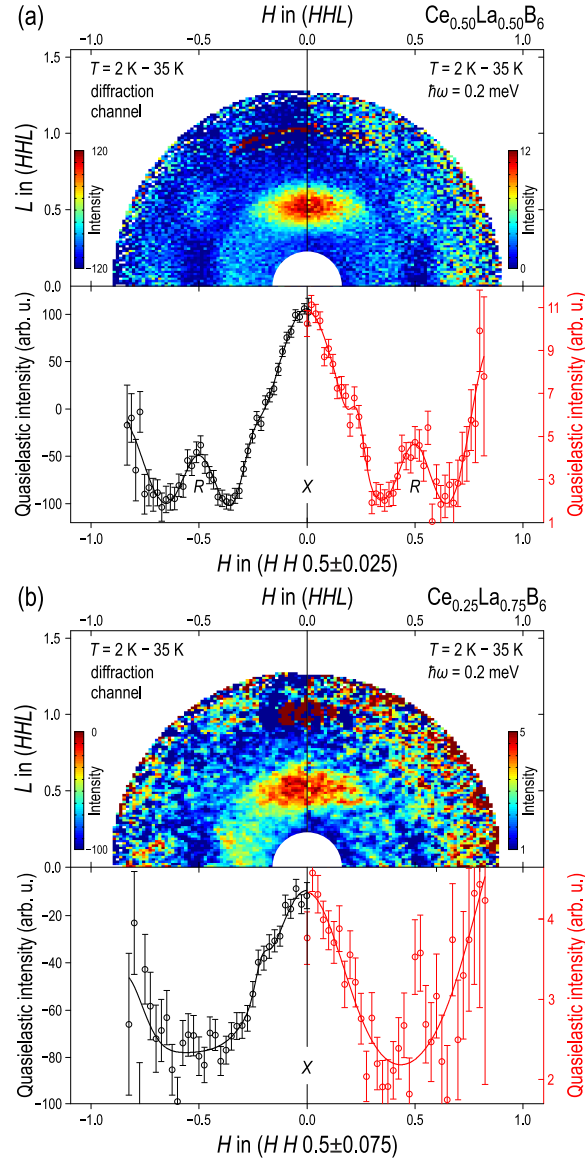 (a)
H in (HHL)
Ce0.50La0.50B6
−1.0 −0.5 0.0 0.5 1.0
T = 2 K − 35 K
diffraction
channel
T = 2 K − 35 K
ħω = 0.2 meV
L in (HHL)
1.5
1.0
0.5
0.0
120
Intensity
−120
12
Intensity
0
Quasielastic intensity (arb. u.)
100
50
0
−50
−100
R
X
R
11
9
7
5
3
1
Quasielastic intensity (arb. u.)
−1.0 −0.5 0.0 0.5 1.0
H in (H H 0.5±0.025)
(b)
H in (HHL)
Ce0.25La0.75B6
−1.0 −0.5 0.0 0.5 1.0
T = 2 K − 35 K
diffraction
channel
T = 2 K − 35 K
ħω = 0.2 meV
L in (HHL)
1.5
1.0
0.5
0.0
0
Intensity
−100
5
Intensity
1
Quasielastic intensity (arb. u.)
−20
−40
−60
−80
−100
X
4
3
2
Quasielastic intensity (arb. u.)
−1.0 −0.5 0.0 0.5 1.0
H in (H H 0.5±0.075)